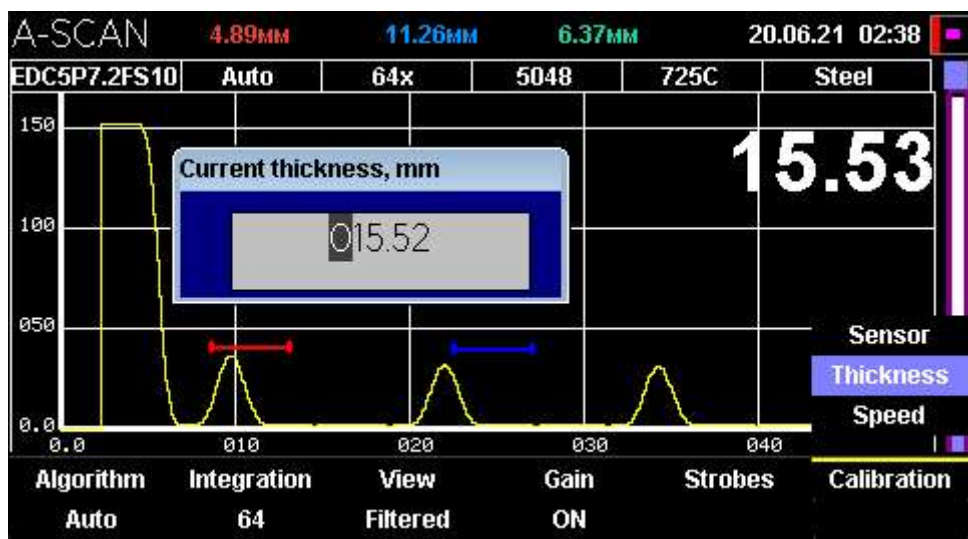 A-SCAN 4.89мм 11.26мм 6.37мм 20.06.21 02:38
EDC5P7.2FS10 Auto 64x 5048 725C Steel
150
15.53
Current thickness, mm
015.52
100
050
Sensor
Thickness
Speed
0.0
0.0 010 020 030 040
Algorithm Integration View Gain Strobes Calibration
Auto 64 Filtered ON